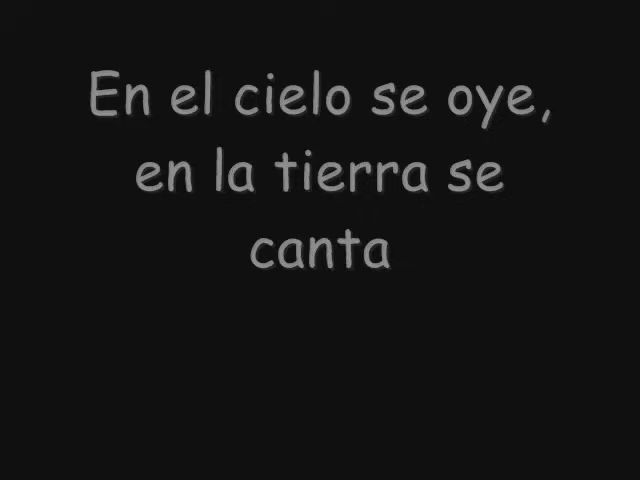 En el cielo se oye,
en la tierra se
canta